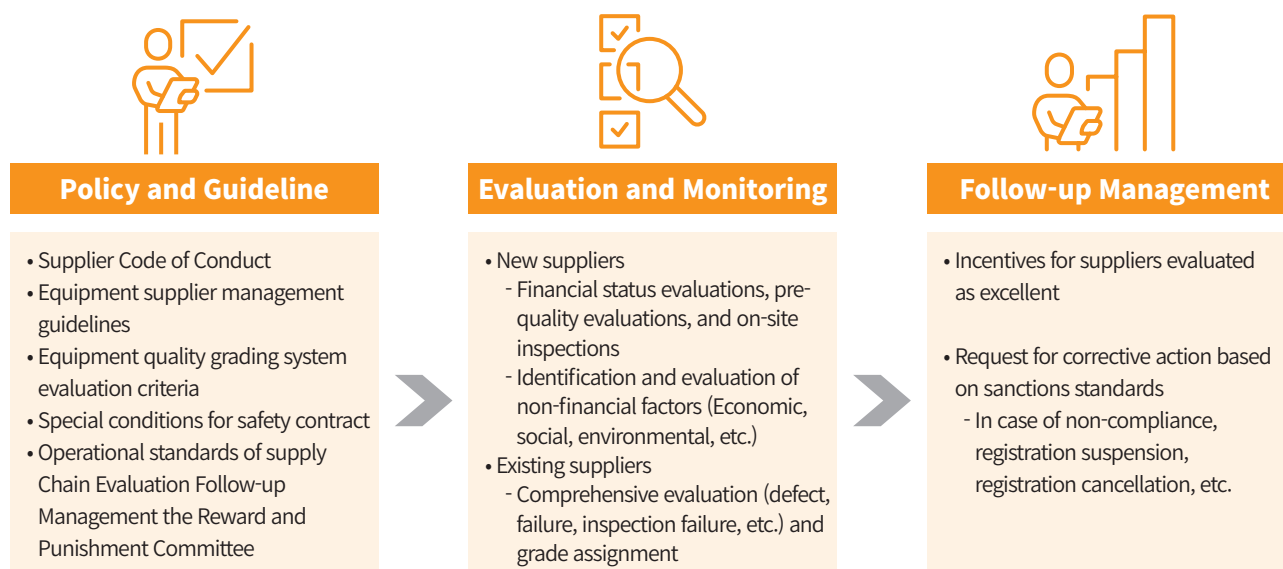 Policy and Guideline
• Supplier Code of Conduct
• Equipment supplier management
guidelines
• Equipment quality grading system
evaluation criteria
• Special conditions for safety contract
• Operational standards of supply
Chain Evaluation Follow-up
Management the Reward and
Punishment Committee
Evaluation and Monitoring
• New suppliers
- Financial status evaluations, pre-
quality evaluations, and on-site
inspections
- Identification and evaluation of
non-financial factors (Economic,
social, environmental, etc.)
• Existing suppliers
- Comprehensive evaluation (defect,
failure, inspection failure, etc.) and
grade assignment
Follow-up Management
• Incentives for suppliers evaluated
as excellent
• Request for corrective action based
on sanctions standards
- In case of non-compliance,
registration suspension,
registration cancellation, etc.